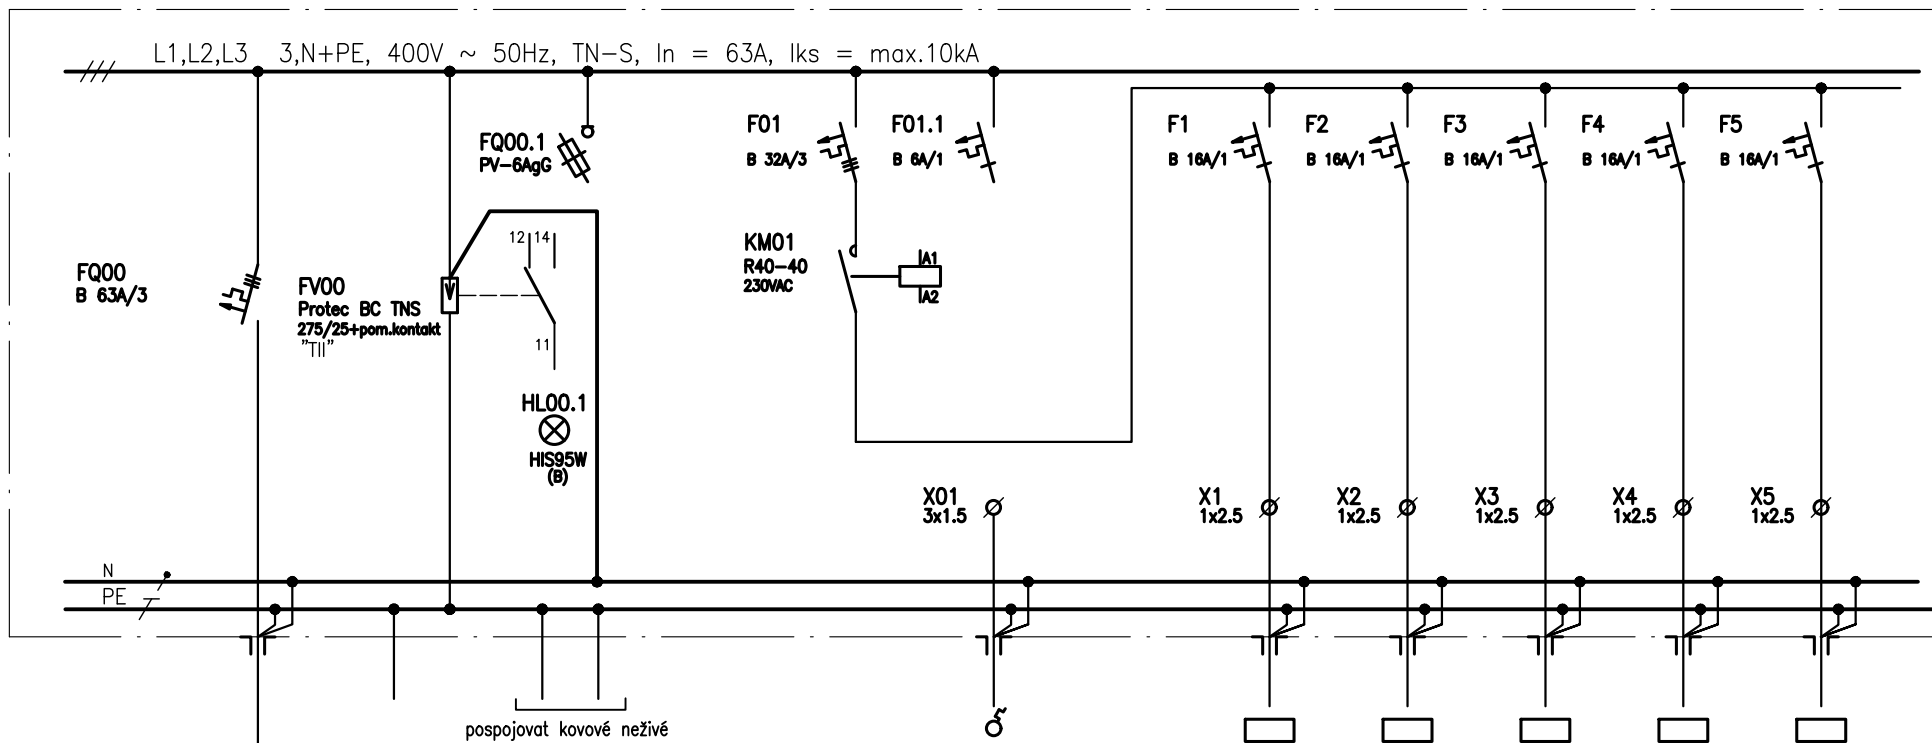 L1,L2,L3 3,N+PE, 400V ~ 50Hz, TN-S, In = 63A, Iks = max.10kA
FQ00
B 63A/3
FV00
Protec BC TNS
275/25+pom.kontakt
"TII"
FQ00.1
PV-6AgG
12 14
11
HL00.1
HIS95W
(B)
F01
B 32A/3
F01.1
B 6A/1
KM01
R40-40
230VAC
A1
A2
F1
B 16A/1
F2
B 16A/1
F3
B 16A/1
F4
B 16A/1
F5
B 16A/1
X01
3x1.5
X1
1x2.5
X2
1x2.5
X3
1x2.5
X4
1x2.5
X5
1x2.5
N
PE
pospojovat kovové neživé